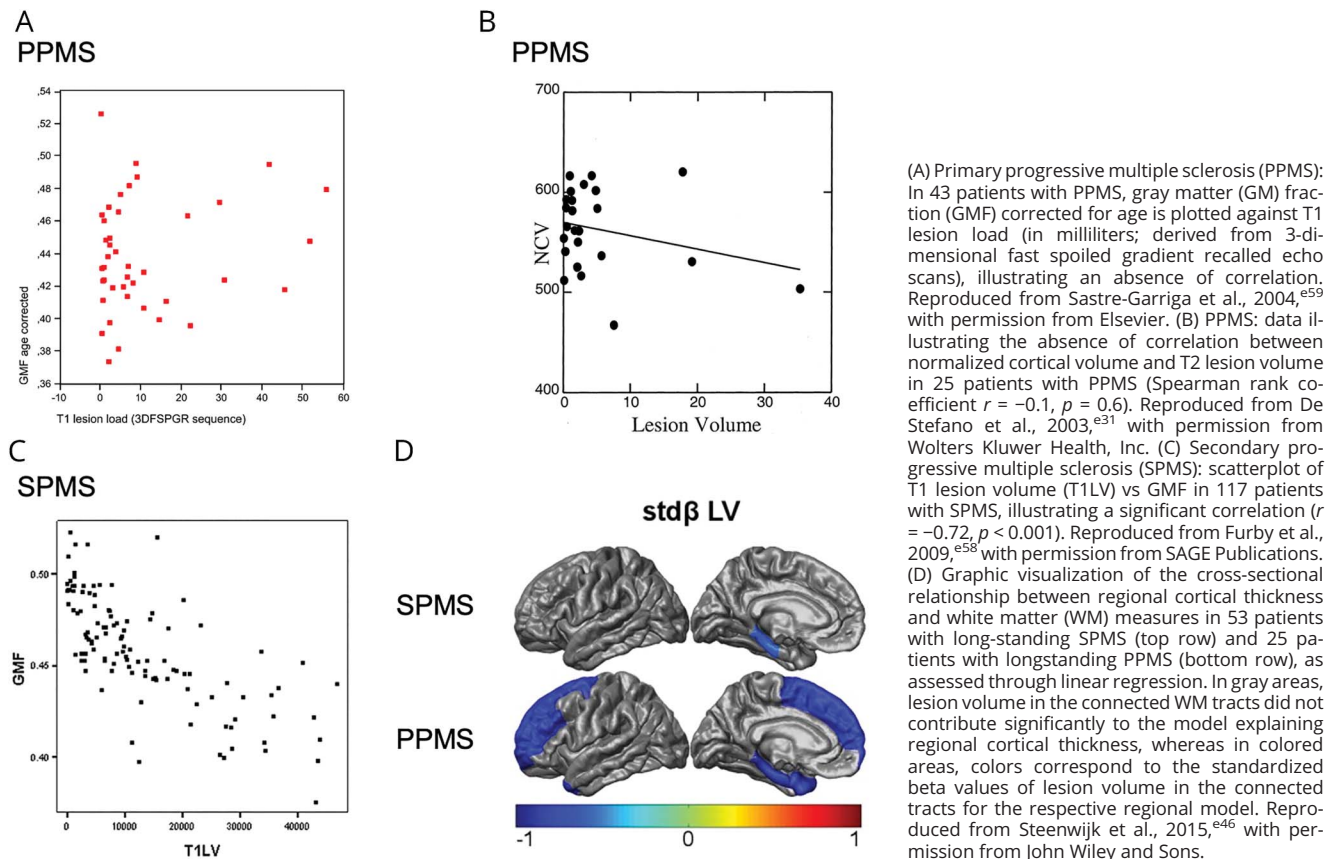 A
PPMS
,54
,52
,50
,48
,46
,44
,42
,40
,38
,36
GMF age corrected
-10
0
10
20
30
40
50
60
T1 lesion load (3DFSPGR sequence)
B
PPMS
700
600
500
400
NCV
0
10
20
30
40
Lesion Volume
C
SPMS
0.50
0.45
0.40
GMF
0
10000
20000
30000
40000
T1LV
D
stdβ LV
SPMS
PPMS
-1
0
1
(A) Primary progressive multiple sclerosis (PPMS):
In 43 patients with PPMS, gray matter (GM) frac-
tion (GMF) corrected for age is plotted against T1
lesion load (in milliliters; derived from 3-di-
mensional fast spoiled gradient recalled echo
scans), illustrating an absence of correlation.
Reproduced from Sastre-Garriga et al., 2004,e59
with permission from Elsevier. (B) PPMS: data il-
lustrating the absence of correlation between
normalized cortical volume and T2 lesion volume
in 25 patients with PPMS (Spearman rank co-
efficient r = −0.1, p = 0.6). Reproduced from De
Stefano et al., 2003,e31 with permission from
Wolters Kluwer Health, Inc. (C) Secondary pro-
gressive multiple sclerosis (SPMS): scatterplot of
T1 lesion volume (T1LV) vs GMF in 117 patients
with SPMS, illustrating a significant correlation (r
= −0.72, p < 0.001). Reproduced from Furby et al.,
2009,e58 with permission from SAGE Publications.
(D) Graphic visualization of the cross-sectional
relationship between regional cortical thickness
and white matter (WM) measures in 53 patients
with long-standing SPMS (top row) and 25 pa-
tients with longstanding PPMS (bottom row), as
assessed through linear regression. In gray areas,
lesion volume in the connected WM tracts did not
contribute significantly to the model explaining
regional cortical thickness, whereas in colored
areas, colors correspond to the standardized
beta values of lesion volume in the connected
tracts for the respective regional model. Repro-
duced from Steenwijk et al., 2015,e46 with per-
mission from John Wiley and Sons.